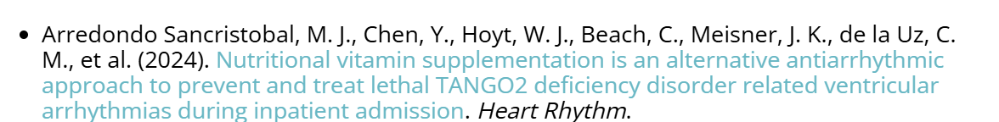 • Arredondo Sancristobal, M. J., Chen, Y., Hoyt, W. J., Beach, C., Meisner, J. K., de la Uz, C.
M., et al. (2024). Nutritional vitamin supplementation is an alternative antiarrhythmic
approach to prevent and treat lethal TANGO2 deficiency disorder related ventricular
arrhythmias during inpatient admission. Heart Rhythm.